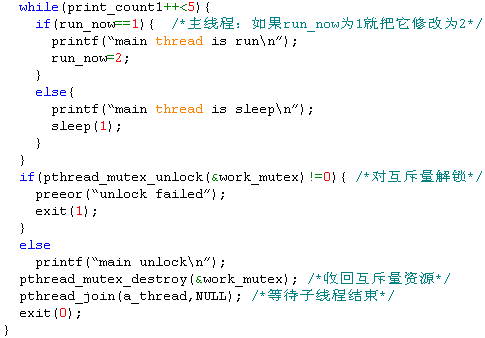 while(print_count1++<5){
if(run_now==1){ /*主线程：如果run_now为1就把它修改为2*/
printf(“main thread is run\n”);
run_now=2;
}
else{
printf(“main thread is sleep\n”);
sleep(1);
}
}
if(pthread_mutex_unlock(&work_mutex)!=0){ /*对互斥量解锁*/
preeor(“unlock failed”);
exit(1);
}
else
printf(“main unlock\n”);
pthread_mutex_destroy(&work_mutex); /*收回互斥量资源*/
pthread_join(a_thread,NULL); /*等待子线程结束*/
exit(0);
}